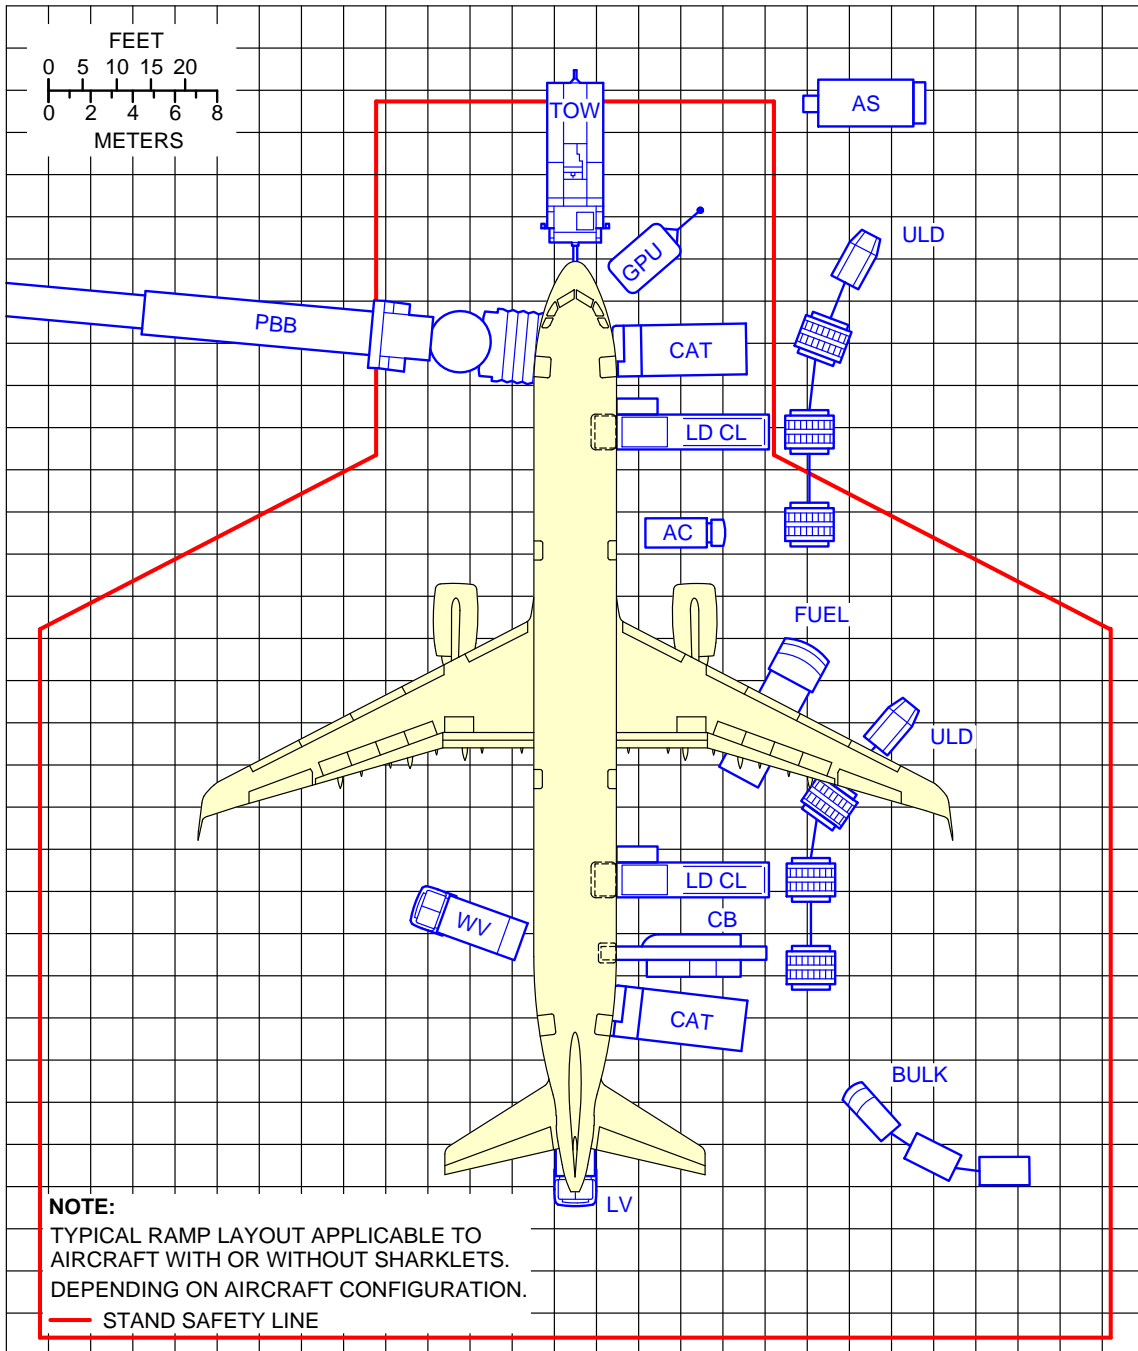 FEET
0 5 10 15 20
0 2 4 6 8
METERS
TOW
AS
ULD
GPU
PBB
CAT
LD CL
AC
FUEL
ULD
LD CL
CB
WV
CAT
BULK
LV
NOTE:
TYPICAL RAMP LAYOUT APPLICABLE TO
AIRCRAFT WITH OR WITHOUT SHARKLETS.
DEPENDING ON AIRCRAFT CONFIGURATION.
STAND SAFETY LINE